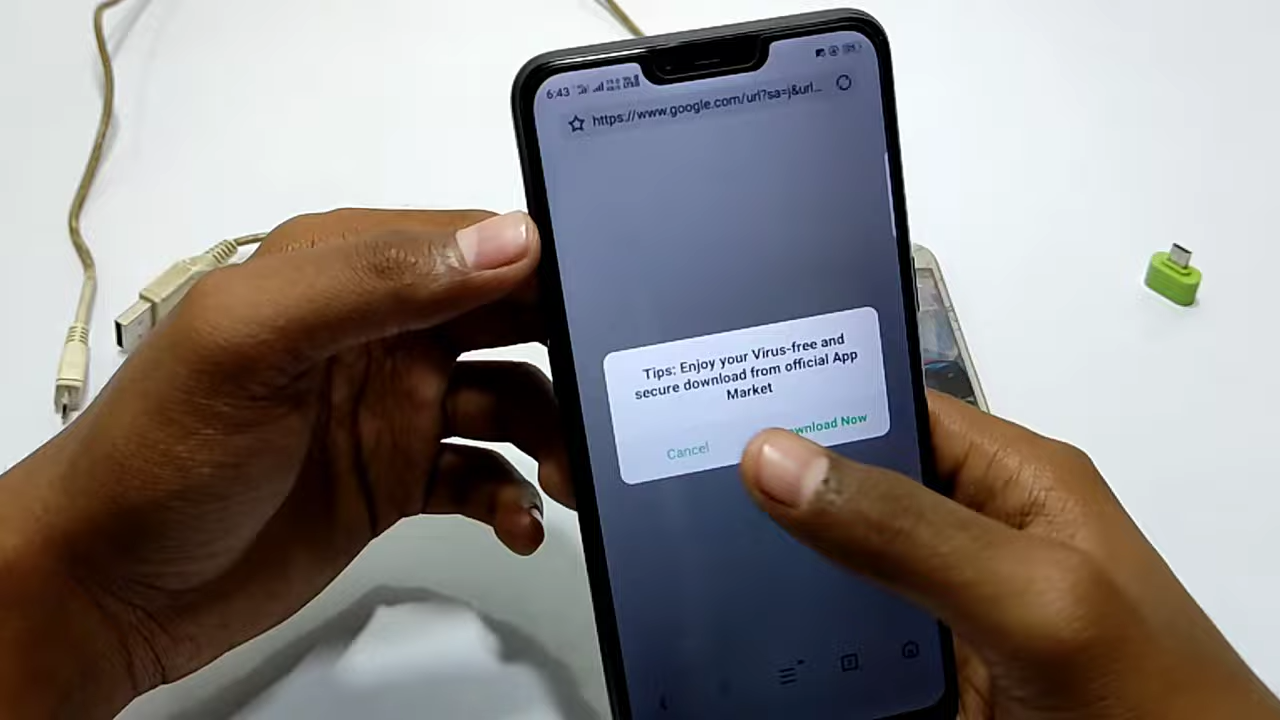 6:43
https://www.google.com/url?sa=j&url...
Tips: Enjoy your Virus-free and
secure download from official App
Market
Cancel
wnload Now